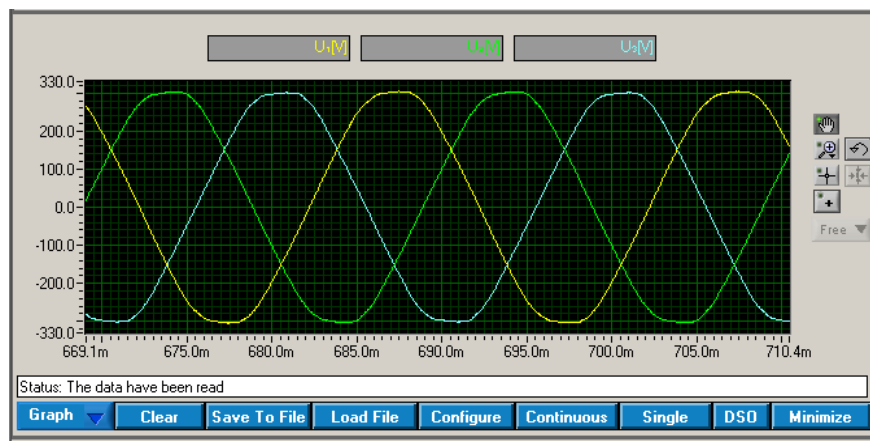 U₁[V] U₂[V] U₃[V]
330.0
200.0
100.0
0.0
-100.0
-200.0
-330.0
669.1m 675.0m 680.0m 685.0m 690.0m 695.0m 700.0m 705.0m 710.4m
Free
Status: The data have been read
Graph Clear Save To File Load File Configure Continuous Single DSO Minimize